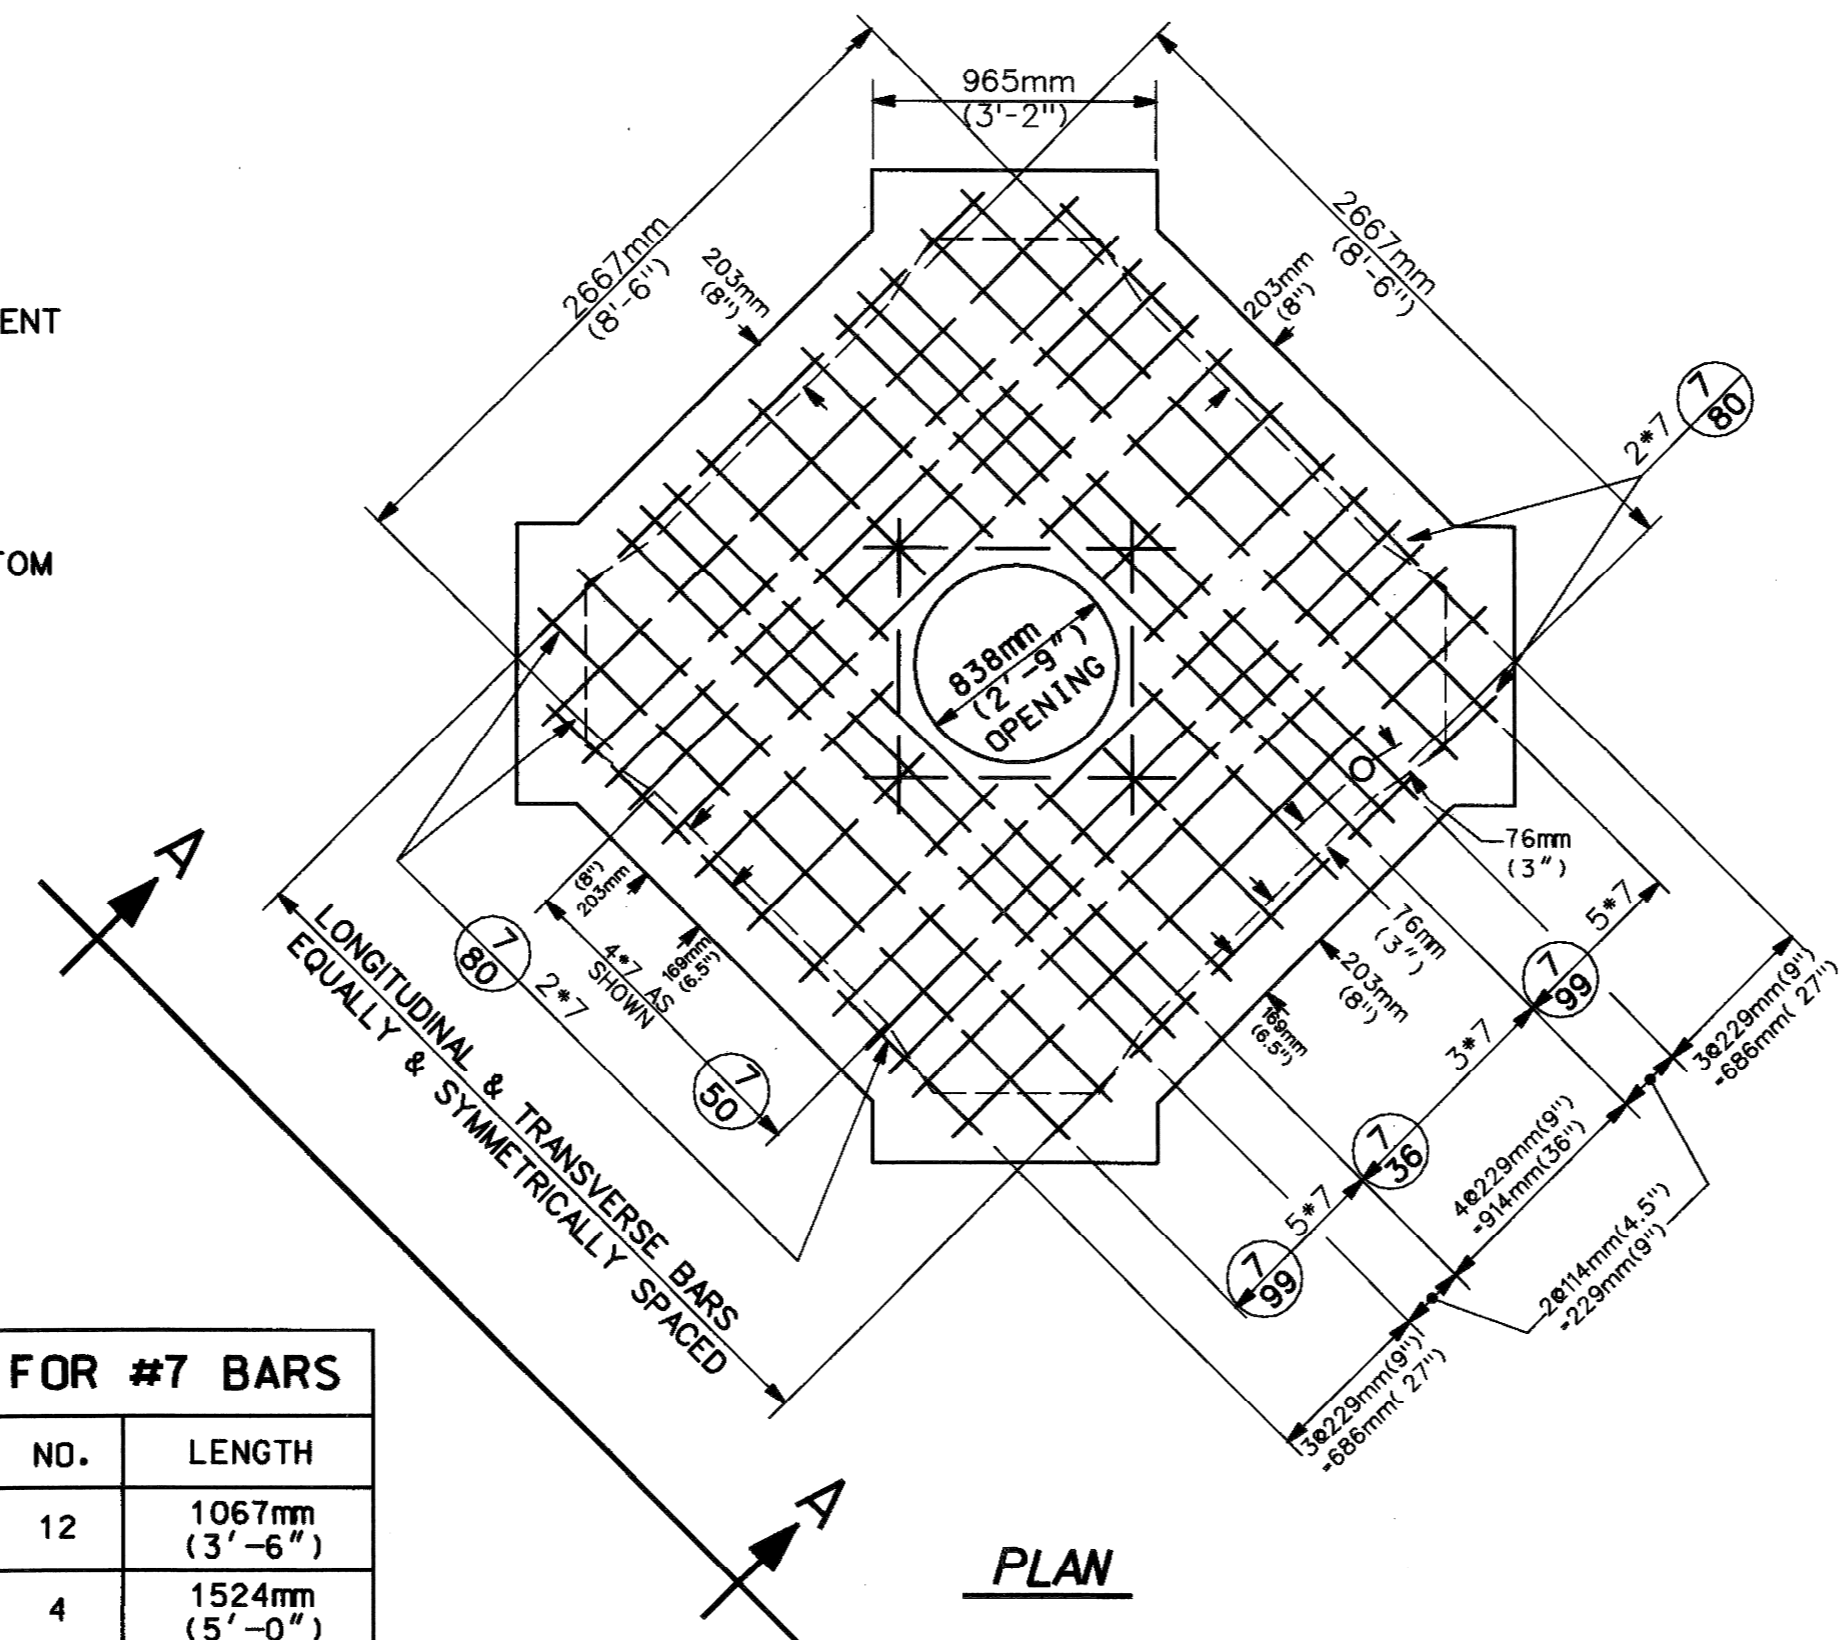 965mm
(3'-2")
2667mm
(8'-6")
203mm
(8")
203mm
(8")
2667mm
(8'-6")
ENT
TOM
7
80
2#7
838mm
(2'-9")
OPENING
76mm
(3")
76mm
(3")
203mm
(8")
169mm
(6.5")
(8")
203mm
169mm
(6.5")
4#7 AS
SHOWN
7
50
7
80
2#7
LONGITUDINAL & TRANSVERSE BARS
EQUALLY & SYMMETRICALLY SPACED
A
A
5#7
7
99
3#7
7
36
5#7
7
99
3@229mm(9")
=686mm( 27")
4@229mm(9")
=914mm(36")
2@114mm(4.5")
=229mm(9")
3@229mm(9")
=686mm( 27")
FOR #7 BARS
NO. LENGTH
12 1067mm
(3'-6")
4 1524mm
(5'-0")
PLAN